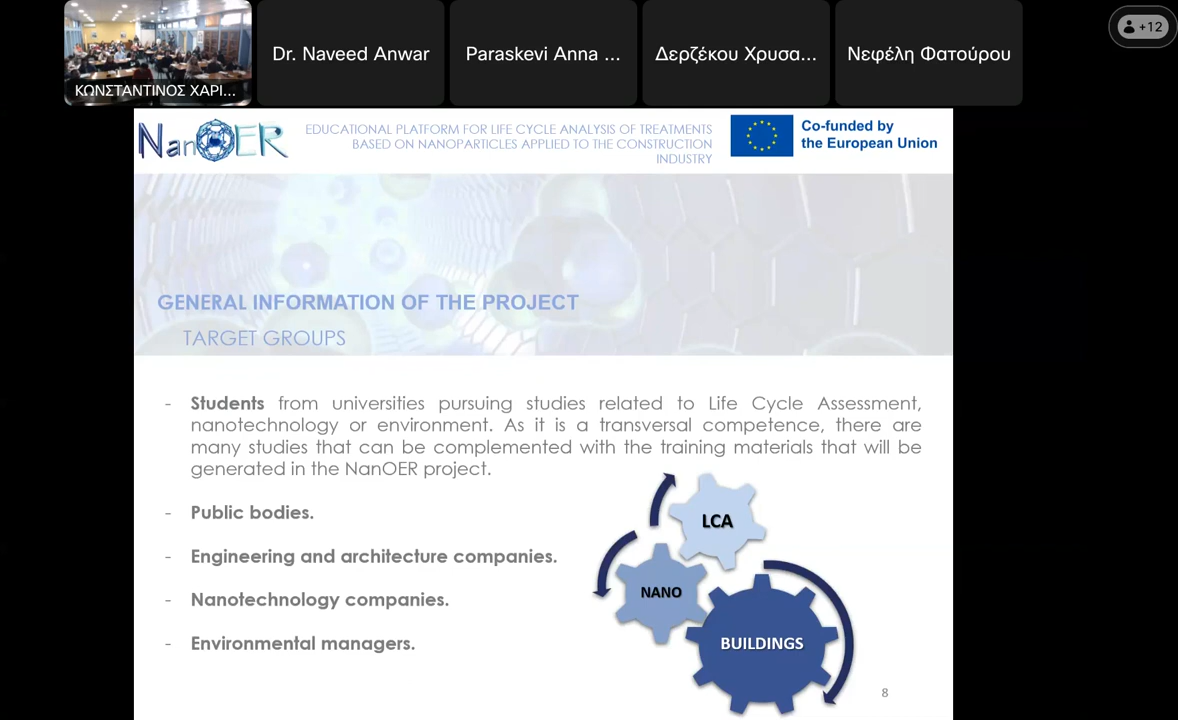 +12
Dr. Naveed Anwar
Paraskevi Anna ...
Δερζέκου Χρυσα...
Νεφέλη Φατούρου
ΚΩΝΣΤΑΝΤΙΝΟΣ ΧΑΡΙ...
NanOER
EDUCATIONAL PLATFORM FOR LIFE CYCLE ANALYSIS OF TREATMENTS
BASED ON NANOPARTICLES APPLIED TO THE CONSTRUCTION
INDUSTRY
Co-funded by
the European Union
GENERAL INFORMATION OF THE PROJECT
TARGET GROUPS
- Students from universities pursuing studies related to Life Cycle Assessment,
nanotechnology or environment. As it is a transversal competence, there are
many studies that can be complemented with the training materials that will be
generated in the NanOER project.
- Public bodies.
- Engineering and architecture companies.
- Nanotechnology companies.
- Environmental managers.
LCA
NANO
BUILDINGS
8